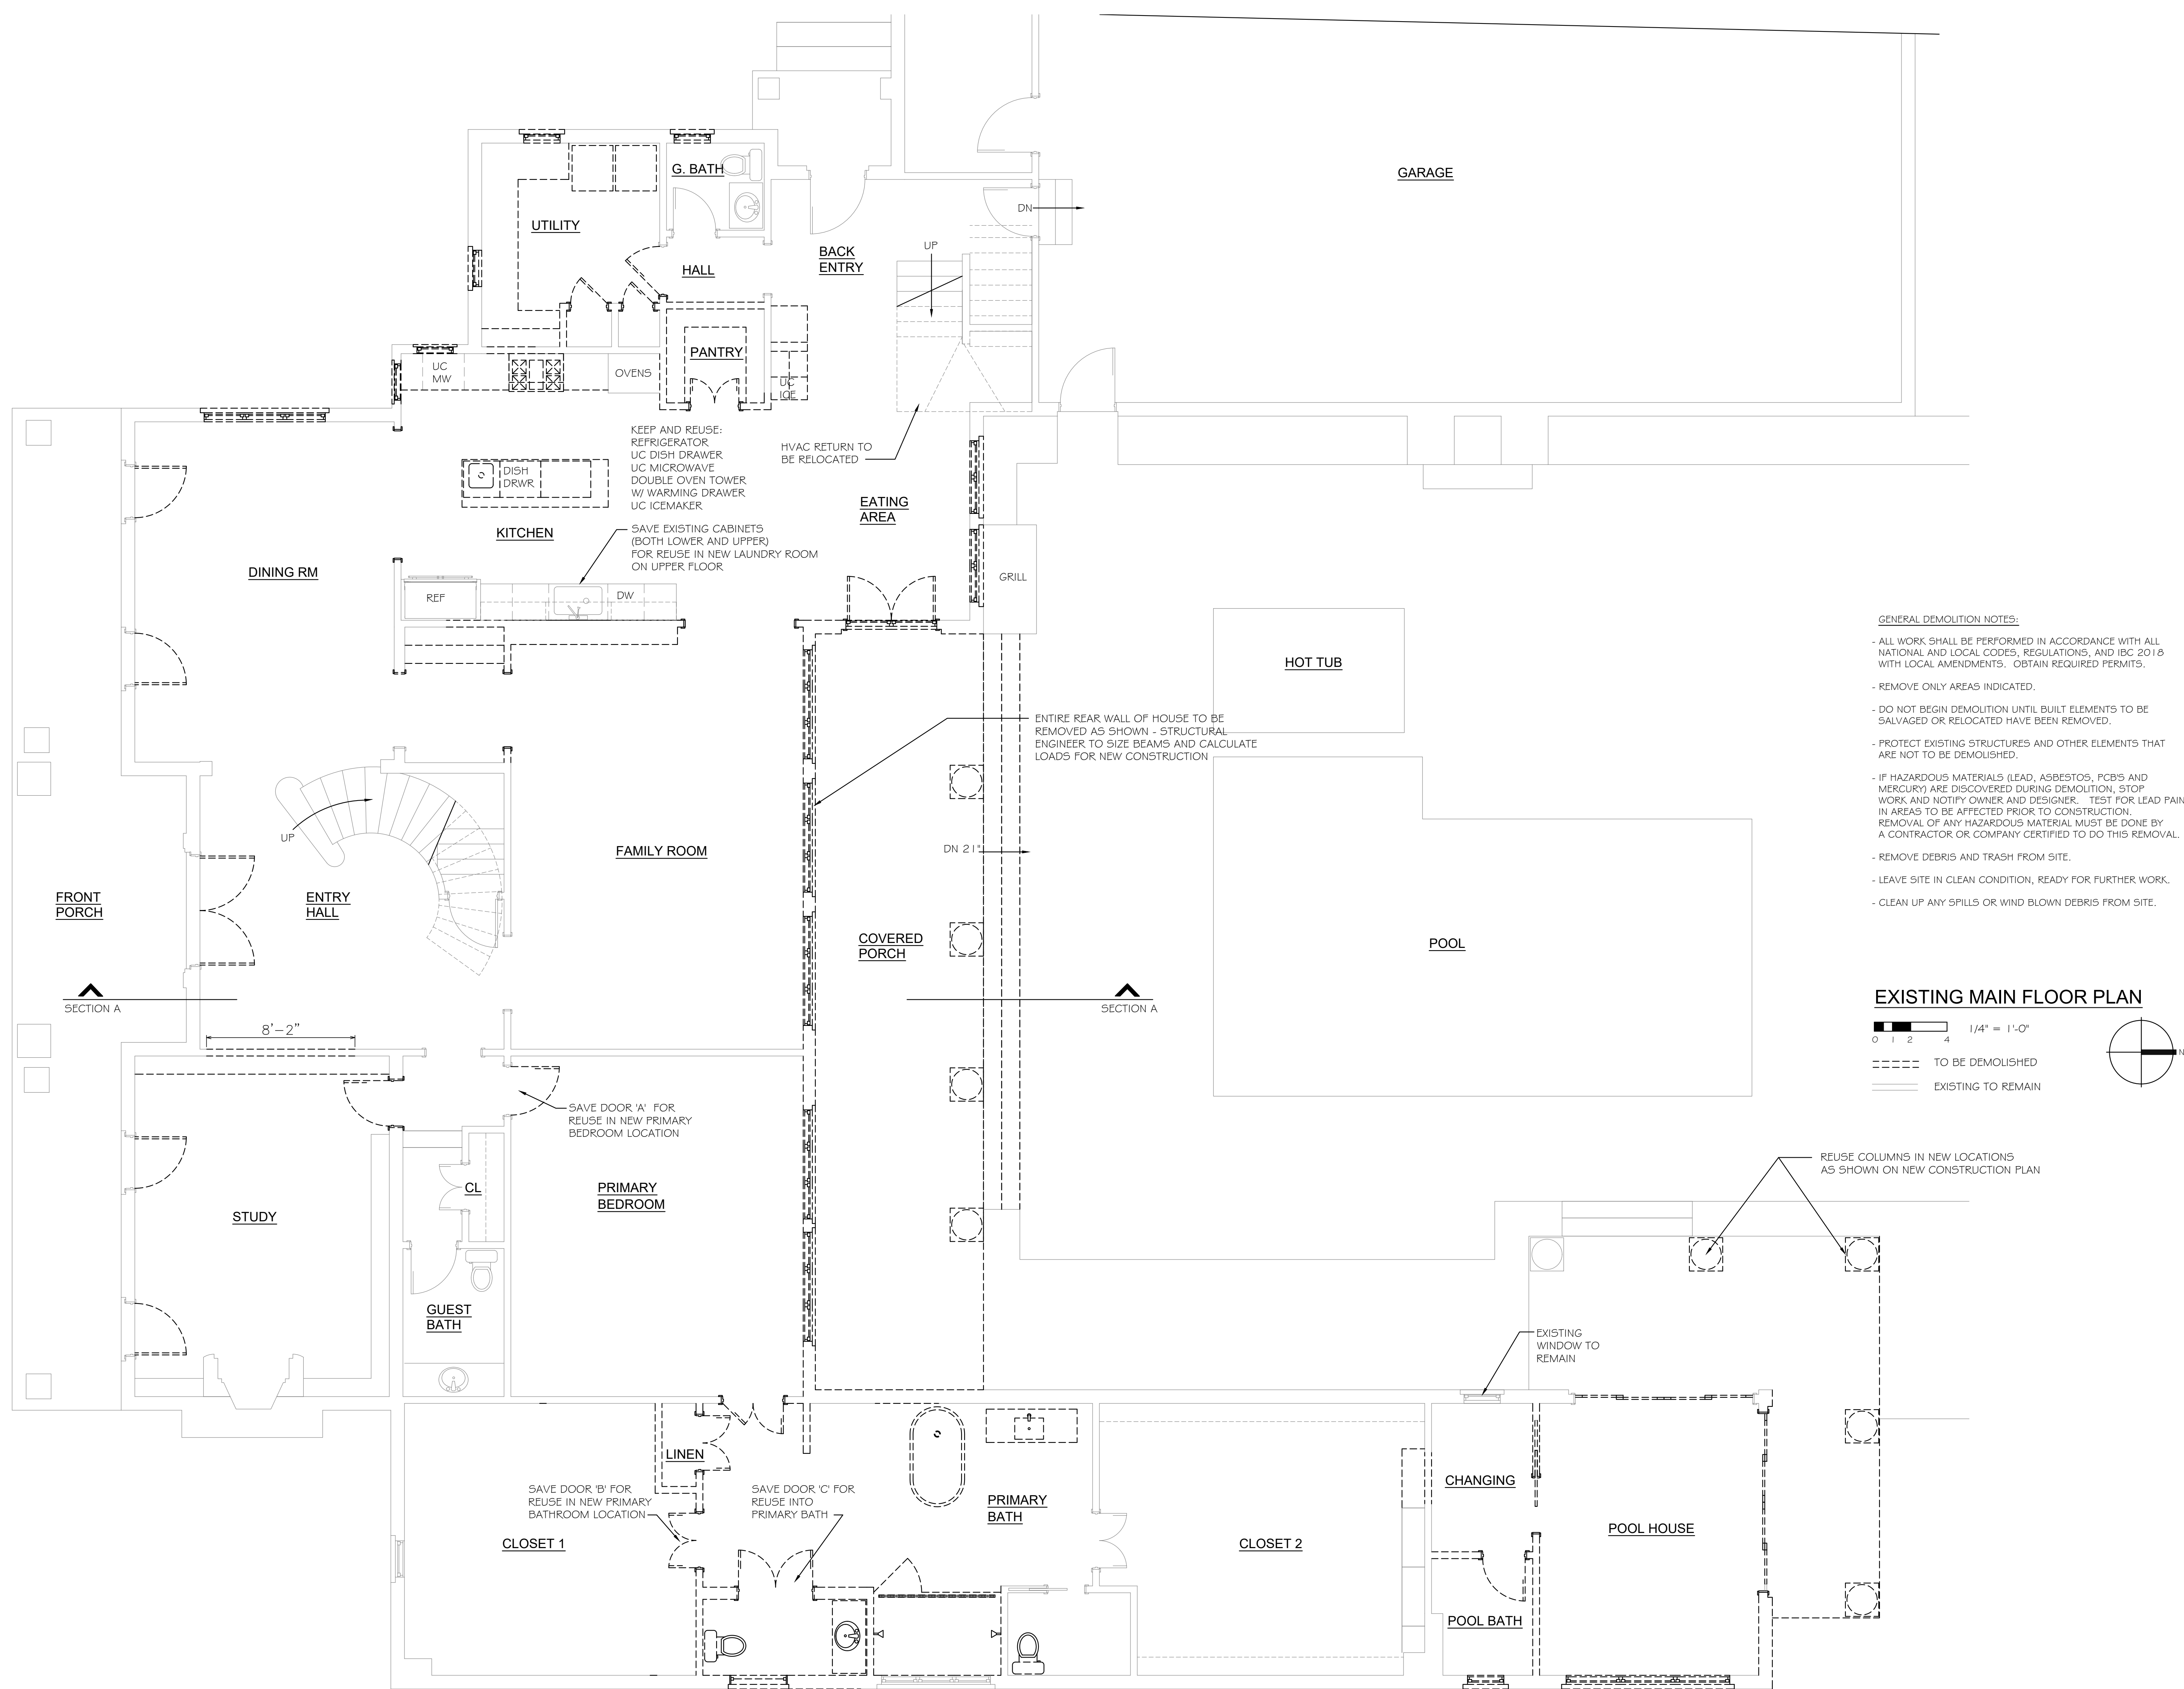 GARAGE
G. BATH
DN
UTILITY
UP
BACK
ENTRY
HALL
PANTRY
UC
MW
OVENS
UC
ICE
KEEP AND REUSE:
REFRIGERATOR
UC DISH DRAWER
UC MICROWAVE
DOUBLE OVEN TOWER
W/ WARMING DRAWER
UC ICEMAKER
HVAC RETURN TO
BE RELOCATED
DISH
DRWR
EATING
AREA
KITCHEN
SAVE EXISTING CABINETS
(BOTH LOWER AND UPPER)
FOR REUSE IN NEW LAUNDRY ROOM
ON UPPER FLOOR
DINING RM
GRILL
REF
DW
HOT TUB
GENERAL DEMOLITION NOTES:
- ALL WORK SHALL BE PERFORMED IN ACCORDANCE WITH ALL
NATIONAL AND LOCAL CODES, REGULATIONS, AND IBC 2018
WITH LOCAL AMENDMENTS. OBTAIN REQUIRED PERMITS.
- REMOVE ONLY AREAS INDICATED.
- DO NOT BEGIN DEMOLITION UNTIL BUILT ELEMENTS TO BE
SALVAGED OR RELOCATED HAVE BEEN REMOVED.
- PROTECT EXISTING STRUCTURES AND OTHER ELEMENTS THAT
ARE NOT TO BE DEMOLISHED.
- IF HAZARDOUS MATERIALS (LEAD, ASBESTOS, PCB'S AND
MERCURY) ARE DISCOVERED DURING DEMOLITION, STOP
WORK AND NOTIFY OWNER AND DESIGNER. TEST FOR LEAD PAIN
IN AREAS TO BE AFFECTED PRIOR TO CONSTRUCTION.
REMOVAL OF ANY HAZARDOUS MATERIAL MUST BE DONE BY
A CONTRACTOR OR COMPANY CERTIFIED TO DO THIS REMOVAL.
- REMOVE DEBRIS AND TRASH FROM SITE.
- LEAVE SITE IN CLEAN CONDITION, READY FOR FURTHER WORK.
- CLEAN UP ANY SPILLS OR WIND BLOWN DEBRIS FROM SITE.
ENTIRE REAR WALL OF HOUSE TO BE
REMOVED AS SHOWN - STRUCTURAL
ENGINEER TO SIZE BEAMS AND CALCULATE
LOADS FOR NEW CONSTRUCTION
UP
FAMILY ROOM
DN 21"
FRONT
PORCH
ENTRY
HALL
COVERED
PORCH
POOL
SECTION A
SECTION A
8'-2"
EXISTING MAIN FLOOR PLAN
1/4" = 1'-0"
0 1 2 4
N
TO BE DEMOLISHED
EXISTING TO REMAIN
SAVE DOOR 'A' FOR
REUSE IN NEW PRIMARY
BEDROOM LOCATION
REUSE COLUMNS IN NEW LOCATIONS
AS SHOWN ON NEW CONSTRUCTION PLAN
CL
PRIMARY
BEDROOM
STUDY
GUEST
BATH
EXISTING
WINDOW TO
REMAIN
LINEN
SAVE DOOR 'B' FOR
REUSE IN NEW PRIMARY
BATHROOM LOCATION
SAVE DOOR 'C' FOR
REUSE INTO
PRIMARY BATH
PRIMARY
BATH
CHANGING
CLOSET 1
CLOSET 2
POOL HOUSE
POOL BATH